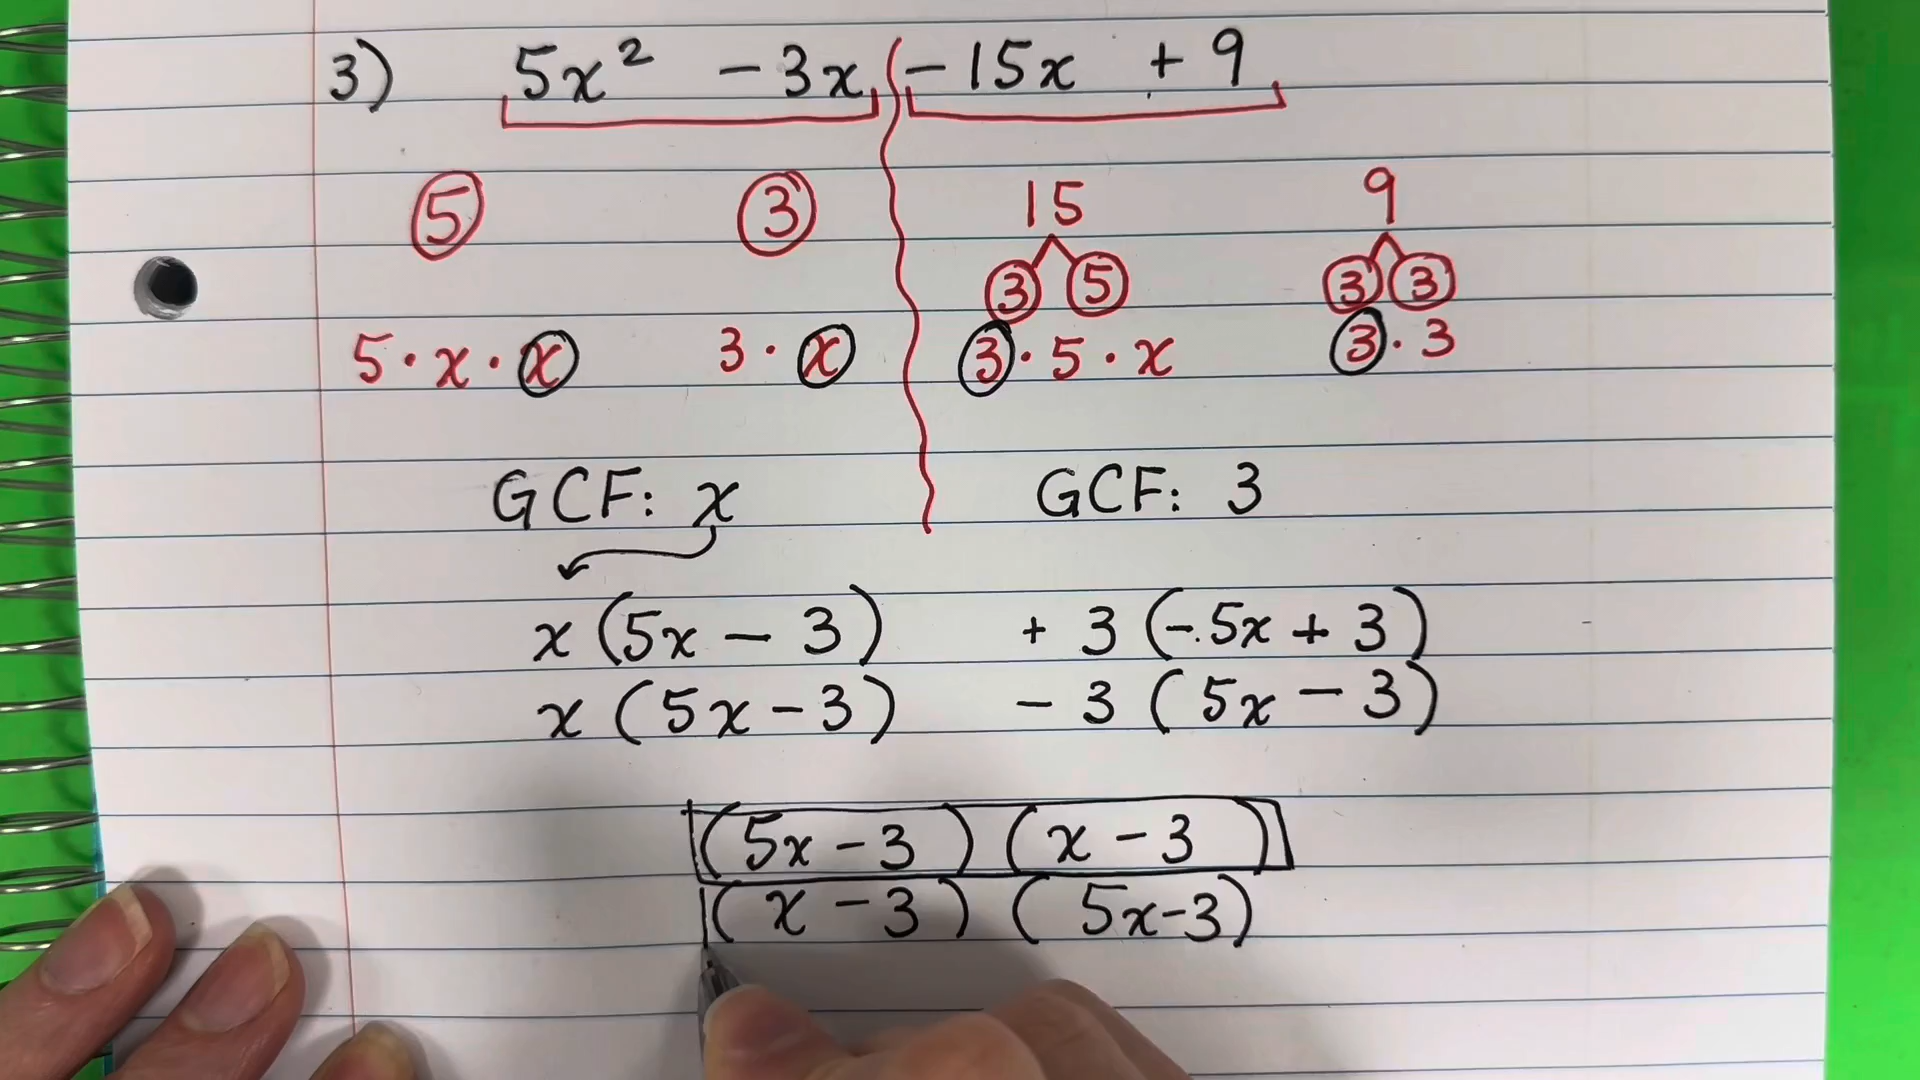 3) 5x² - 3x - 15x + 9
5 3 15 9
3 5 3 3
5 · x · x 3 · x 3 · 5 · x 3 · 3
GCF: x GCF: 3
x (5x - 3) + 3 (-5x + 3)
x (5x - 3) - 3 (5x - 3)
(5x - 3) (x - 3)
(x - 3) (5x - 3)